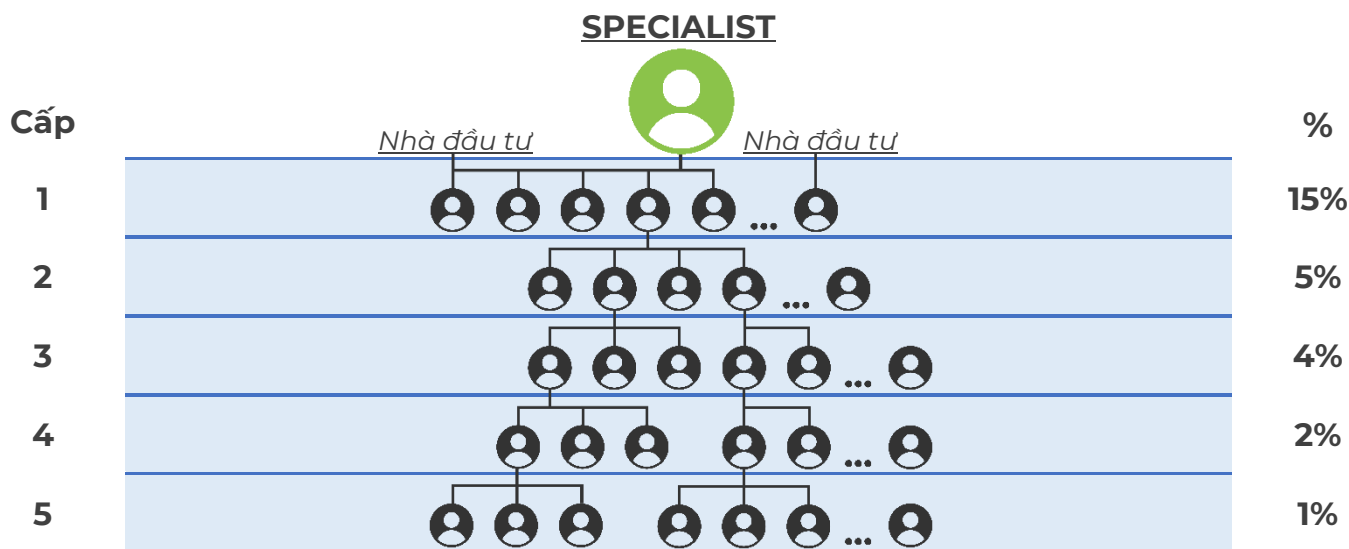 SPECIALIST
Cấp
%
Nhà đầu tư
Nhà đầu tư
1
15%
2
5%
3
4%
4
2%
5
1%